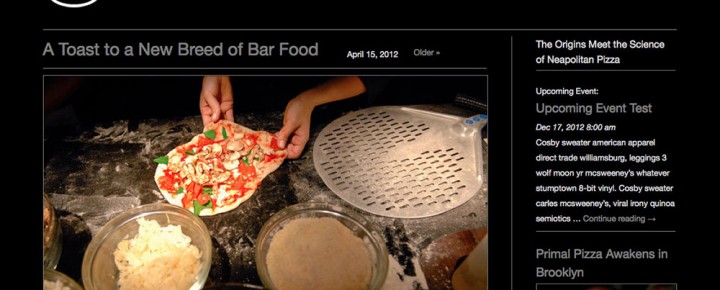 A Toast to a New Breed of Bar Food
April 15, 2012
Older »
The Origins Meet the Science
of Neapolitan Pizza
Upcoming Event:
Upcoming Event Test
Dec 17, 2012 8:00 am
Cosby sweater american apparel
direct trade williamsburg, leggings 3
wolf moon yr mcsweeney's whatever
stumptown 8-bit vinyl. Cosby sweater
carles mcsweeney's, viral irony quinoa
semiotics ... Continue reading →
Primal Pizza Awakens in
Brooklyn